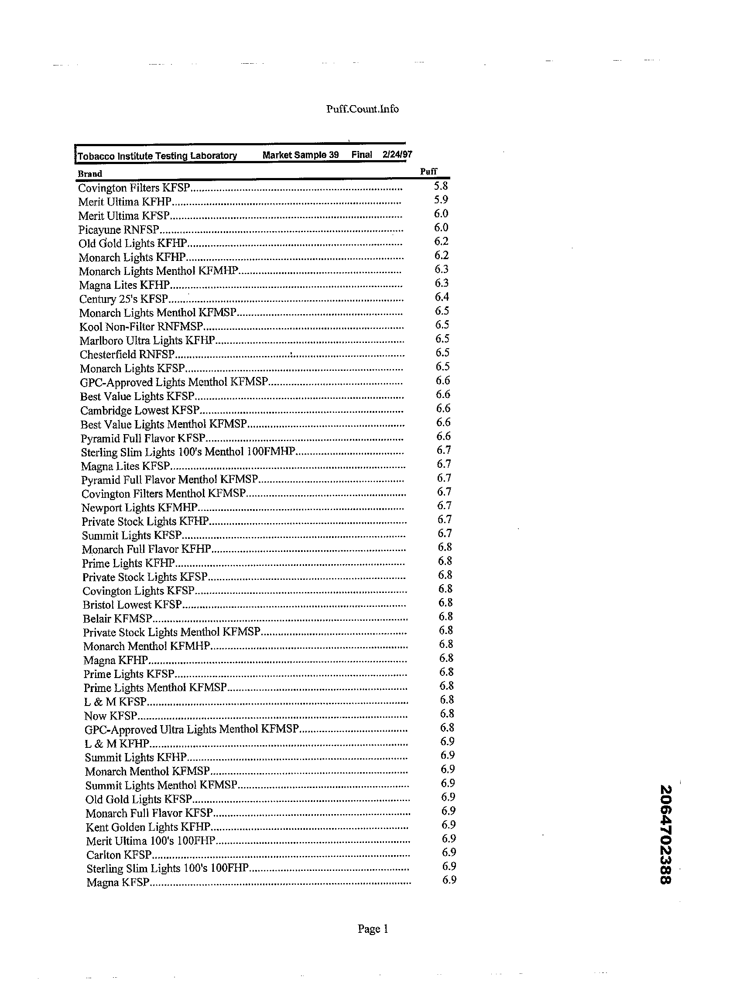 Puff.Count.Info
Tobacco Institute Testing Laboratory Market Sample 39 Final 2/24/97
Brand Puff
Covington Filters KFSP 5.8
Merit Ultima KFHP 5.9
Merit Ultima KFSP 6.0
Picayune RNFSP 6.0
Old Gold Lights KFHP 6.2
Monarch Lights KFHP 6.2
Monarch Lights Menthol KFMHP 6.3
Magna Lites KFHP 6.3
Century 25's KFSP 6.4
Monarch Lights Menthol KFMSP 6.5
Kool Non-Filter RNFMSP 6.5
Marlboro Ultra Lights KFHP 6.5
Chesterfield RNFSP 6.5
Monarch Lights KFSP 6.5
GPC-Approved Lights Menthol KFMSP 6.6
Best Value Lights KFSP 6.6
Cambridge Lowest KFSP 6.6
Best Value Lights Menthol KFMSP 6.6
Pyramid Full Flavor KFSP 6.6
Sterling Slim Lights 100's Menthol 100FMHP 6.7
Magna Lites KFSP 6.7
Pyramid Full Flavor Menthol KFMSP 6.7
Covington Filters Menthol KFMSP 6.7
Newport Lights KFMHP 6.7
Private Stock Lights KFHP 6.7
Summit Lights KFSP 6.7
Monarch Full Flavor KFHP 6.8
Prime Lights KFHP 6.8
Private Stock Lights KFSP 6.8
Covington Lights KFSP 6.8
Bristol Lowest KFSP 6.8
Belair KFMSP 6.8
Private Stock Lights Menthol KFMSP 6.8
Monarch Menthol KFMHP 6.8
Magna KFHP 6.8
Prime Lights KFSP 6.8
Prime Lights Menthol KFMSP 6.8
L & M KFSP 6.8
Now KFSP 6.8
GPC-Approved Ultra Lights Menthol KFMSP 6.8
L & M KFHP 6.9
Summit Lights KFHP 6.9
Monarch Menthol KFMSP 6.9
Summit Lights Menthol KFMSP 6.9
Old Gold Lights KFSP 6.9
Monarch Full Flavor KFSP 6.9
Kent Golden Lights KFHP 6.9
Merit Ultima 100's 100FHP 6.9
Carlton KFSP 6.9
Sterling Slim Lights 100's 100FHP 6.9
Magna KFSP 6.9
2064702388
Page 1